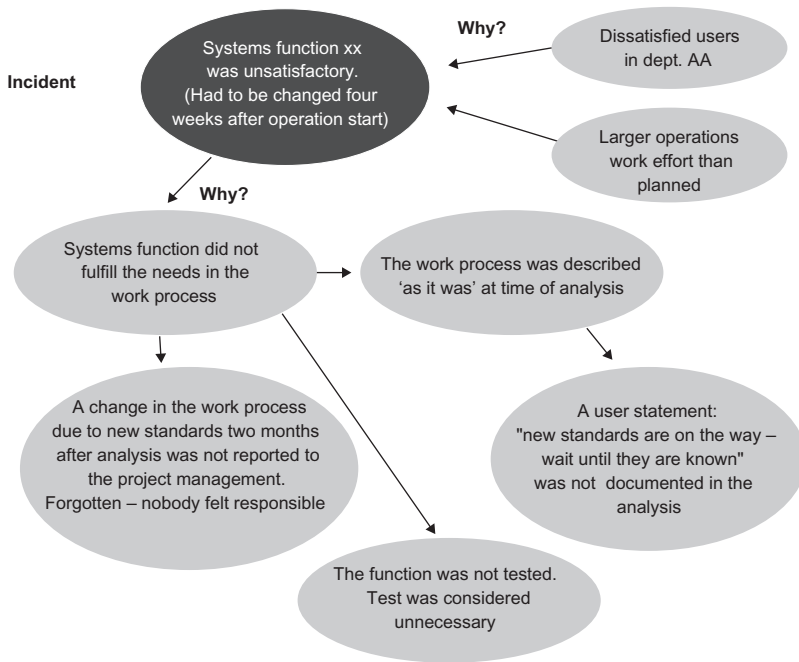 Incident
Systems function xx
was unsatisfactory.
(Had to be changed four
weeks after operation start)
Why?
Dissatisfied users
in dept. AA
Larger operations
work effort than
planned
Why?
Systems function did not
fulfill the needs in the
work process
The work process was described
‘as it was’ at time of analysis
A change in the work process
due to new standards two months
after analysis was not reported to
the project management.
Forgotten – nobody felt responsible
A user statement:
"new standards are on the way –
wait until they are known"
was not documented in the
analysis
The function was not tested.
Test was considered
unnecessary